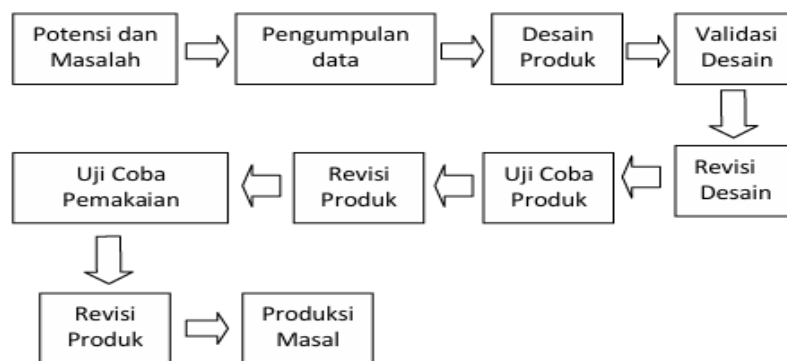 Potensi dan
Masalah
Pengumpulan
data
Desain
Produk
Validasi
Desain
Revisi
Desain
Uji Coba
Produk
Revisi
Produk
Uji Coba
Pemakaian
Revisi
Produk
Produksi
Masal